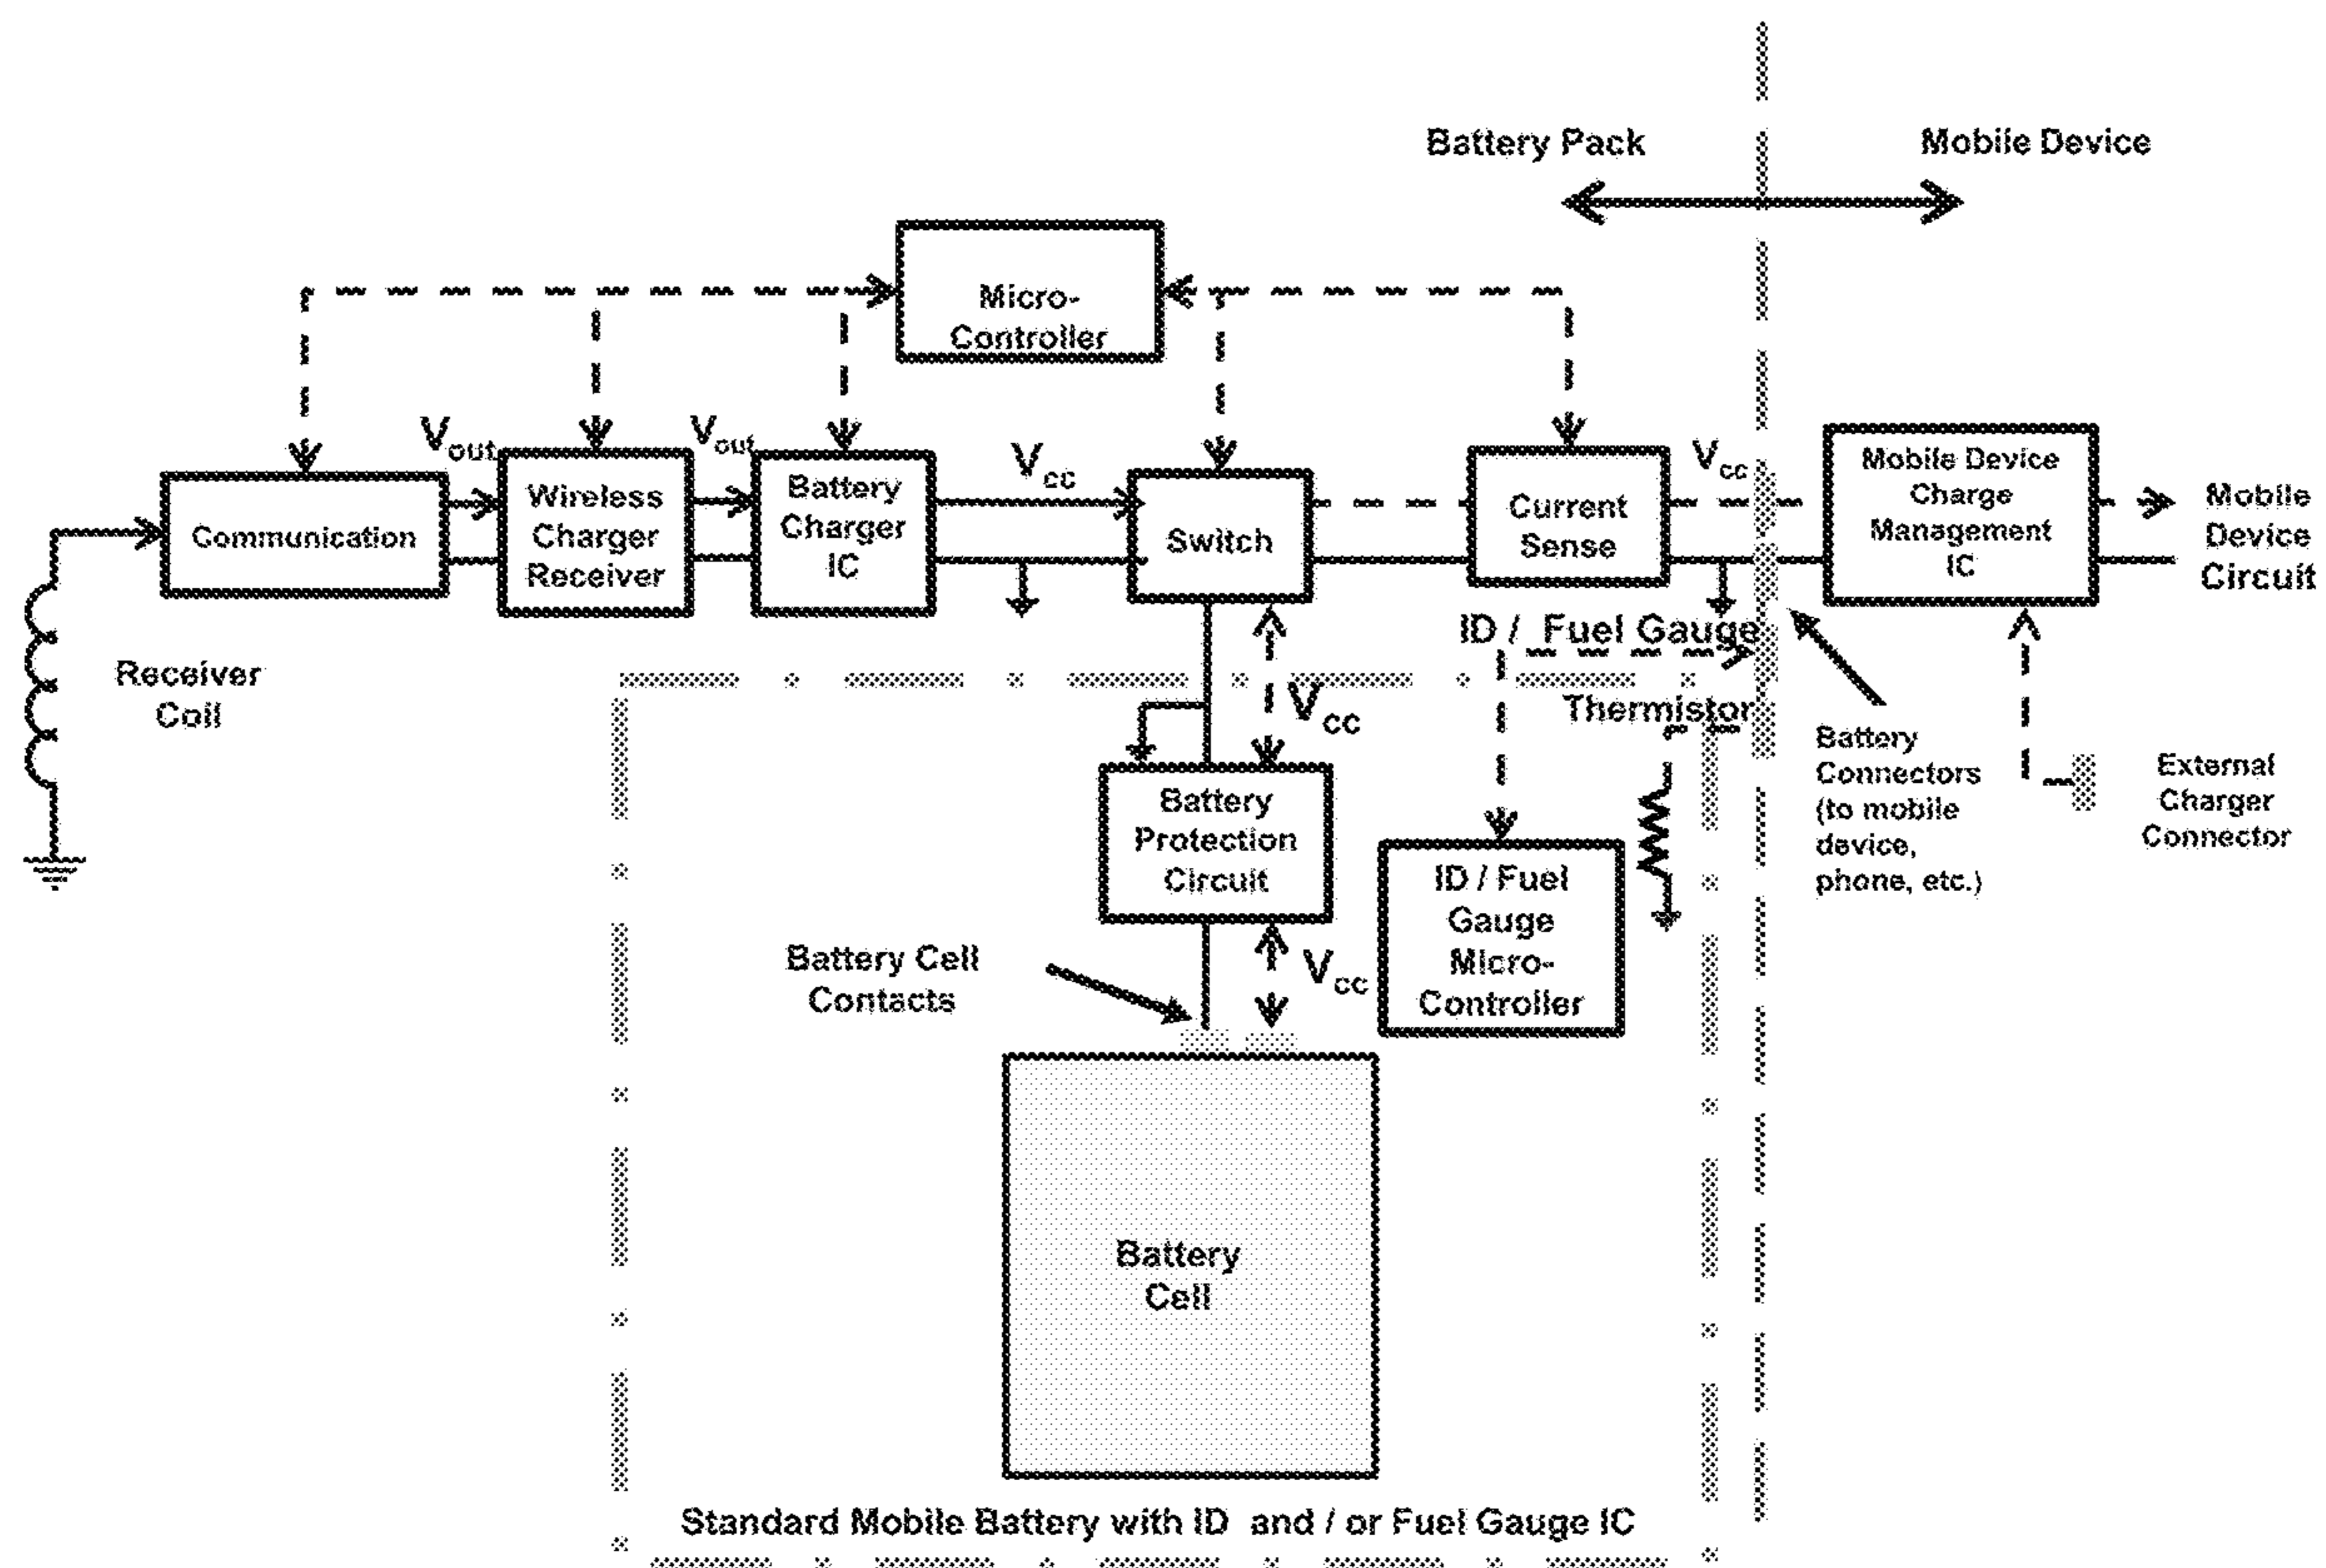 Battery Pack
Mobile Device
Micro-
Controller
Vout
Vout
Vcc
Vcc
Communication
Wireless
Charger
Receiver
Battery
Charger
IC
Switch
Current
Sense
Mobile Device
Charge
Management
IC
Mobile
Device
Circuit
ID / Fuel Gauge
Receiver
Coil
Vcc
Thermistor
Battery
Connectors
(to mobile
device,
phone, etc.)
External
Charger
Connector
Battery
Protection
Circuit
ID / Fuel
Gauge
Micro-
Controller
Battery Cell
Contacts
Vcc
Battery
Cell
Standard Mobile Battery with ID and / or Fuel Gauge IC